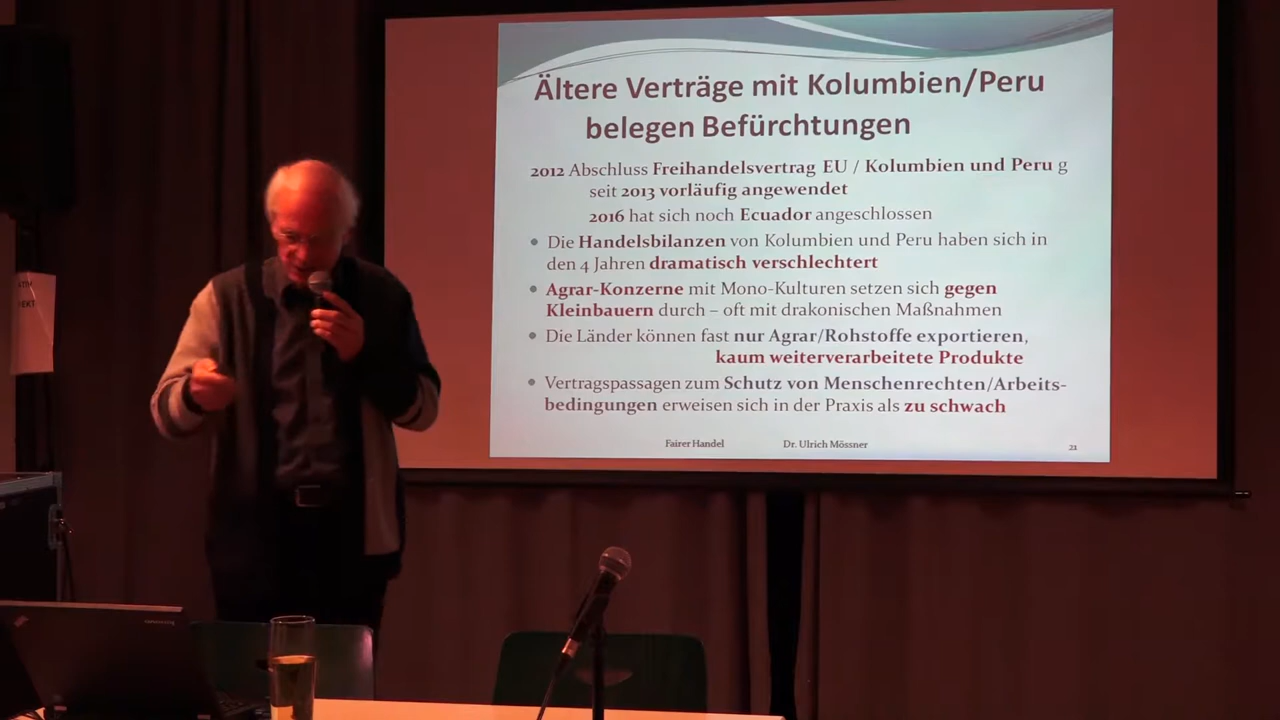 Ältere Verträge mit Kolumbien/Peru
belegen Befürchtungen
2012 Abschluss Freihandelsvertrag EU / Kolumbien und Peru g
seit 2013 vorläufig angewendet
2016 hat sich noch Ecuador angeschlossen
• Die Handelsbilanzen von Kolumbien und Peru haben sich in
den 4 Jahren dramatisch verschlechtert
• Agrar-Konzerne mit Mono-Kulturen setzen sich gegen
Kleinbauern durch – oft mit drakonischen Maßnahmen
• Die Länder können fast nur Agrar/Rohstoffe exportieren,
kaum weiterverarbeitete Produkte
• Vertragspassagen zum Schutz von Menschenrechten/Arbeits-
bedingungen erweisen sich in der Praxis als zu schwach
Fairer Handel Dr. Ulrich Mössner 21